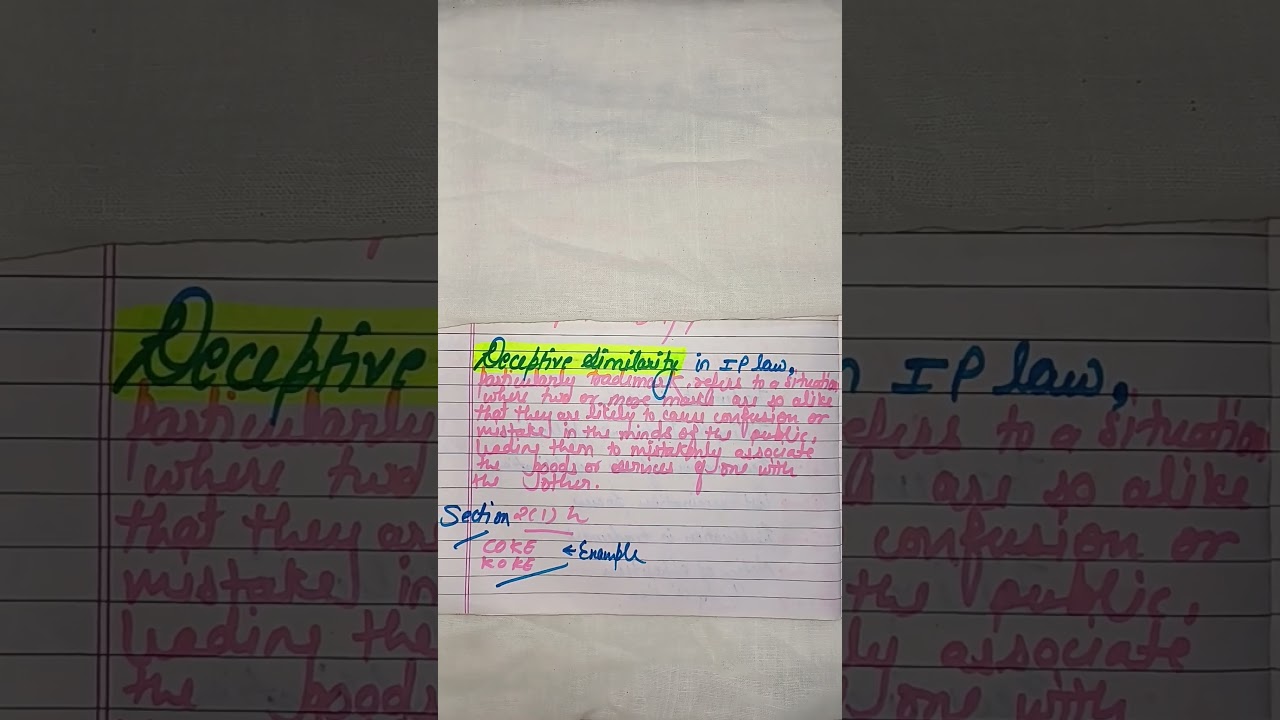 Deceptive similarity in IP law,
particularly trademark, refers to a situation
where two or more marks are so alike
that they are likely to cause confusion or
mistake in the minds of the public,
leading them to mistakenly associate
the goods or services of one with
the other.
Section 2(1) h
COKE ← Example
KOKE